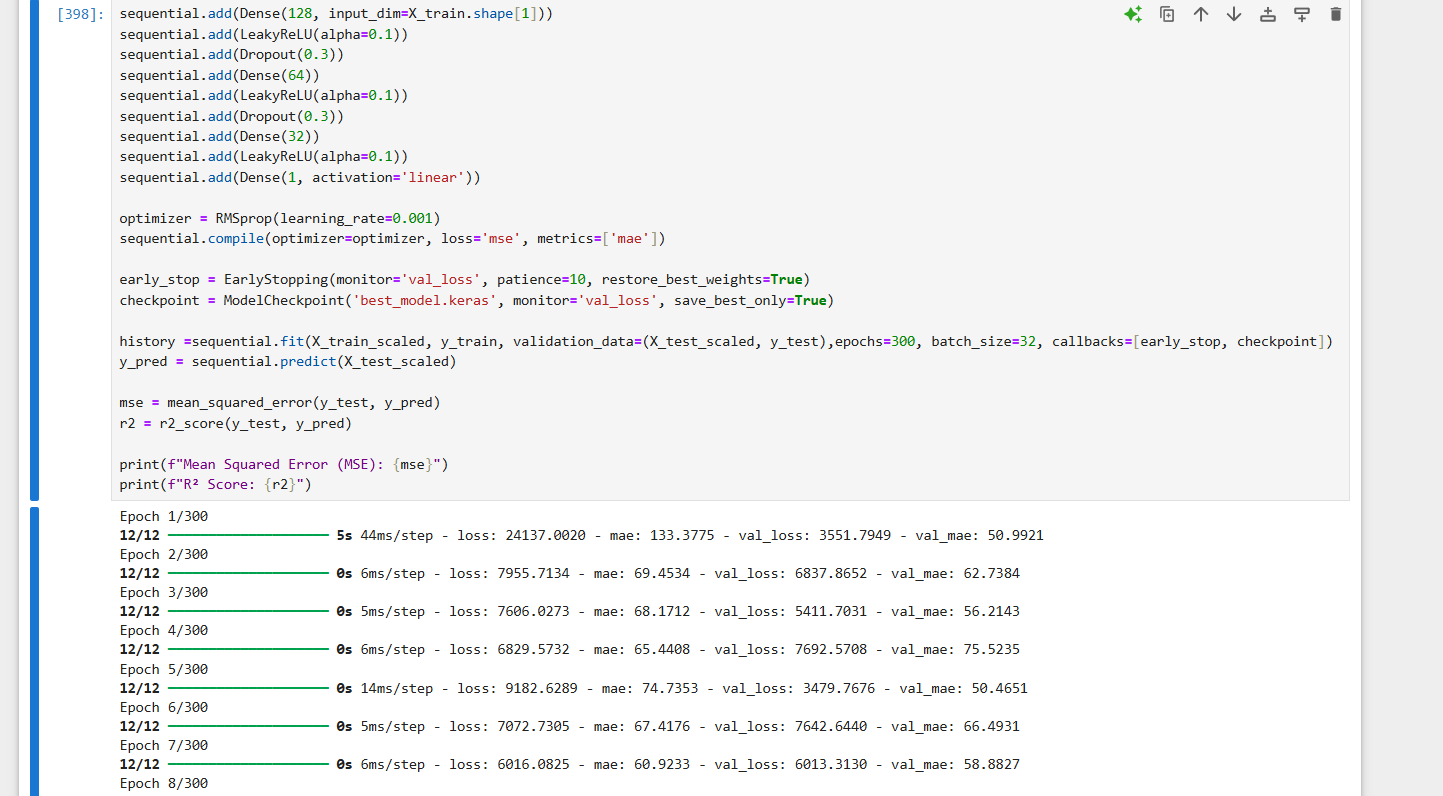 [398]: sequential.add(Dense(128, input_dim=X_train.shape[1]))
sequential.add(LeakyReLU(alpha=0.1))
sequential.add(Dropout(0.3))
sequential.add(Dense(64))
sequential.add(LeakyReLU(alpha=0.1))
sequential.add(Dropout(0.3))
sequential.add(Dense(32))
sequential.add(LeakyReLU(alpha=0.1))
sequential.add(Dense(1, activation='linear'))

optimizer = RMSprop(learning_rate=0.001)
sequential.compile(optimizer=optimizer, loss='mse', metrics=['mae'])

early_stop = EarlyStopping(monitor='val_loss', patience=10, restore_best_weights=True)
checkpoint = ModelCheckpoint('best_model.keras', monitor='val_loss', save_best_only=True)

history =sequential.fit(X_train_scaled, y_train, validation_data=(X_test_scaled, y_test),epochs=300, batch_size=32, callbacks=[early_stop, checkpoint])
y_pred = sequential.predict(X_test_scaled)

mse = mean_squared_error(y_test, y_pred)
r2 = r2_score(y_test, y_pred)

print(f"Mean Squared Error (MSE): {mse}")
print(f"R² Score: {r2}")
Epoch 1/300
12/12 5s 44ms/step - loss: 24137.0020 - mae: 133.3775 - val_loss: 3551.7949 - val_mae: 50.9921
Epoch 2/300
12/12 0s 6ms/step - loss: 7955.7134 - mae: 69.4534 - val_loss: 6837.8652 - val_mae: 62.7384
Epoch 3/300
12/12 0s 5ms/step - loss: 7606.0273 - mae: 68.1712 - val_loss: 5411.7031 - val_mae: 56.2143
Epoch 4/300
12/12 0s 6ms/step - loss: 6829.5732 - mae: 65.4408 - val_loss: 7692.5708 - val_mae: 75.5235
Epoch 5/300
12/12 0s 14ms/step - loss: 9182.6289 - mae: 74.7353 - val_loss: 3479.7676 - val_mae: 50.4651
Epoch 6/300
12/12 0s 5ms/step - loss: 7072.7305 - mae: 67.4176 - val_loss: 7642.6440 - val_mae: 66.4931
Epoch 7/300
12/12 0s 6ms/step - loss: 6016.0825 - mae: 60.9233 - val_loss: 6013.3130 - val_mae: 58.8827
Epoch 8/300